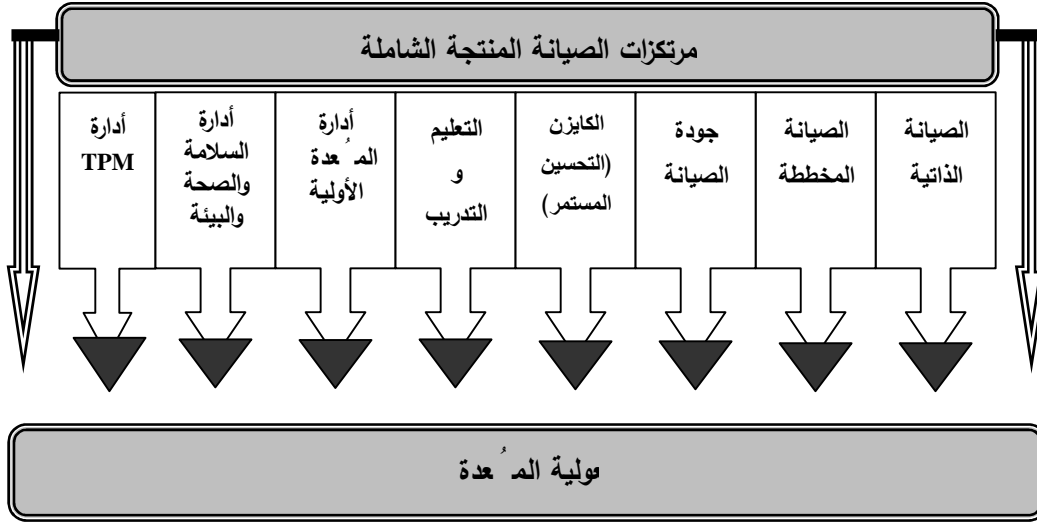 مرتكزات الصيانة المنتجة الشاملة
الصيانة
الذاتية
الصيانة
المخططة
جودة
الصيانة
الكايزن
(التحسين
المستمر)
التعليم
و
التدريب
أدارة
المُعدة
الأولية
أدارة
السلامة
والصحة
والبيئة
أدارة
TPM
عولية المُعدة